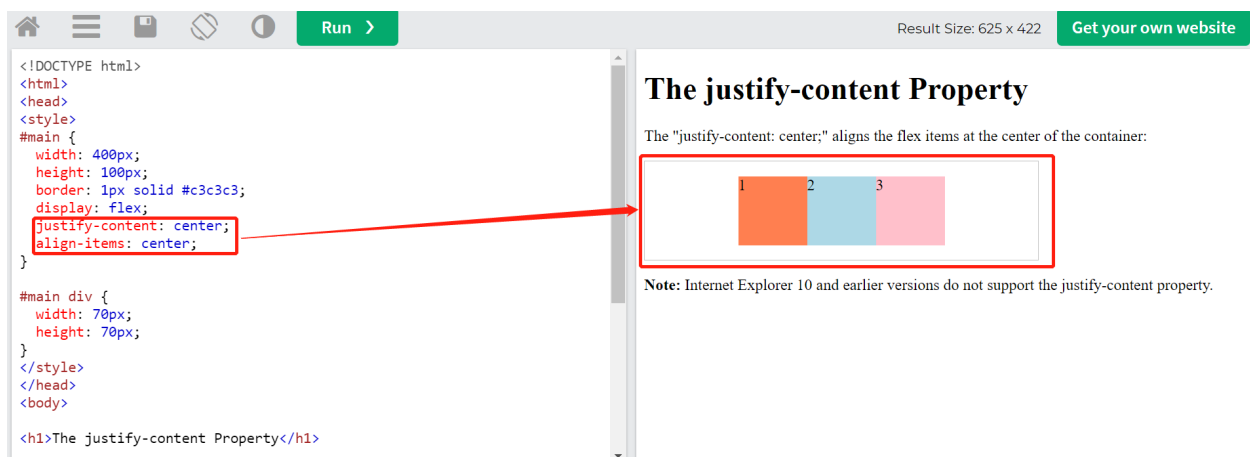 Run ❯
Result Size: 625 x 422
Get your own website
<!DOCTYPE html>
<html>
<head>
<style>
#main {
  width: 400px;
  height: 100px;
  border: 1px solid #c3c3c3;
  display: flex;
  justify-content: center;
  align-items: center;
}

#main div {
  width: 70px;
  height: 70px;
}
</style>
</head>
<body>

<h1>The justify-content Property</h1>
The justify-content Property
The "justify-content: center;" aligns the flex items at the center of the container:
1 2 3
Note: Internet Explorer 10 and earlier versions do not support the justify-content property.